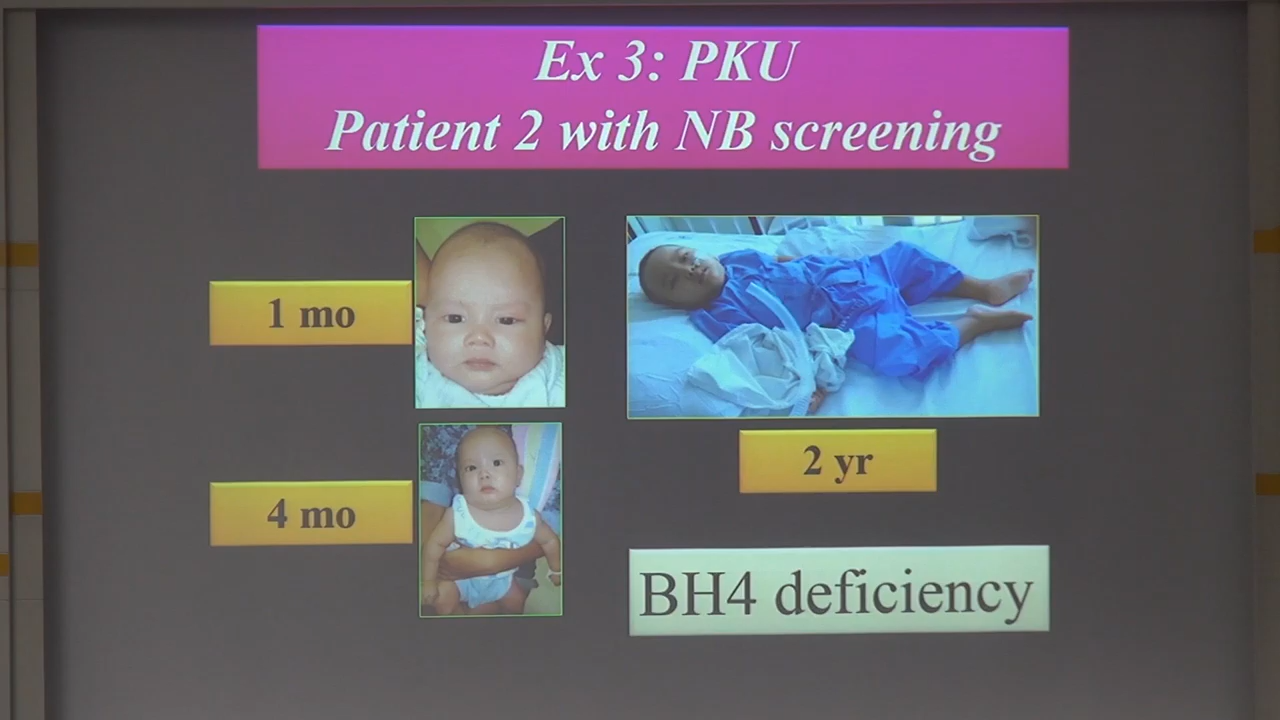 Ex 3: PKU
Patient 2 with NB screening
1 mo
4 mo
2 yr
BH4 deficiency